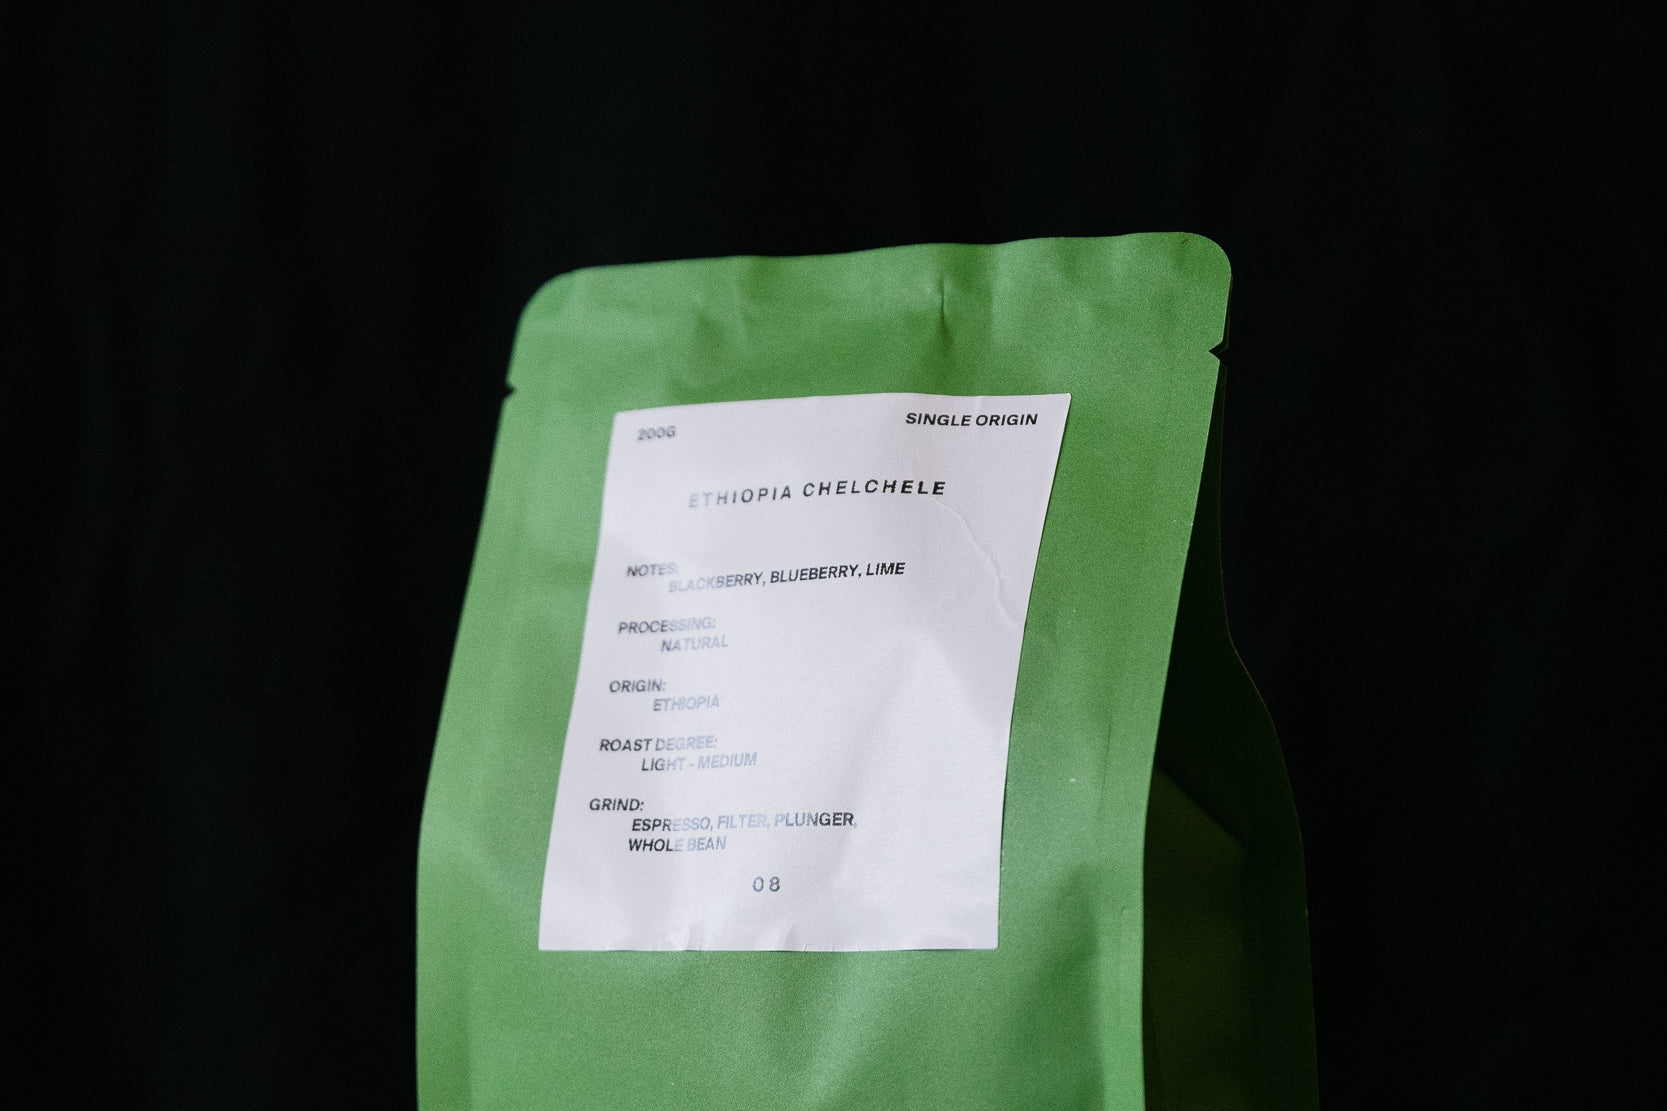 200G
SINGLE ORIGIN
ETHIOPIA CHELCHELE
NOTES:
BLACKBERRY, BLUEBERRY, LIME
PROCESSING:
NATURAL
ORIGIN:
ETHIOPIA
ROAST DEGREE:
LIGHT - MEDIUM
GRIND:
ESPRESSO, FILTER, PLUNGER,
WHOLE BEAN
08